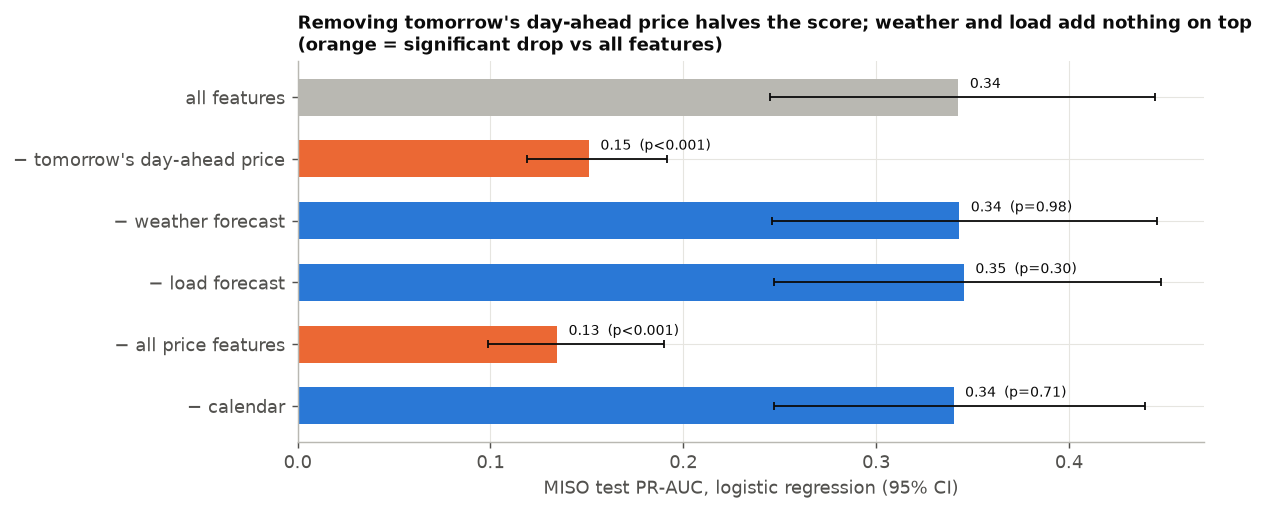 Removing tomorrow's day-ahead price halves the score; weather and load add nothing on top
(orange = significant drop vs all features)
all features
0.34
− tomorrow's day-ahead price
0.15 (p<0.001)
− weather forecast
0.34 (p=0.98)
− load forecast
0.35 (p=0.30)
− all price features
0.13 (p<0.001)
− calendar
0.34 (p=0.71)
0.0 0.1 0.2 0.3 0.4
MISO test PR-AUC, logistic regression (95% CI)